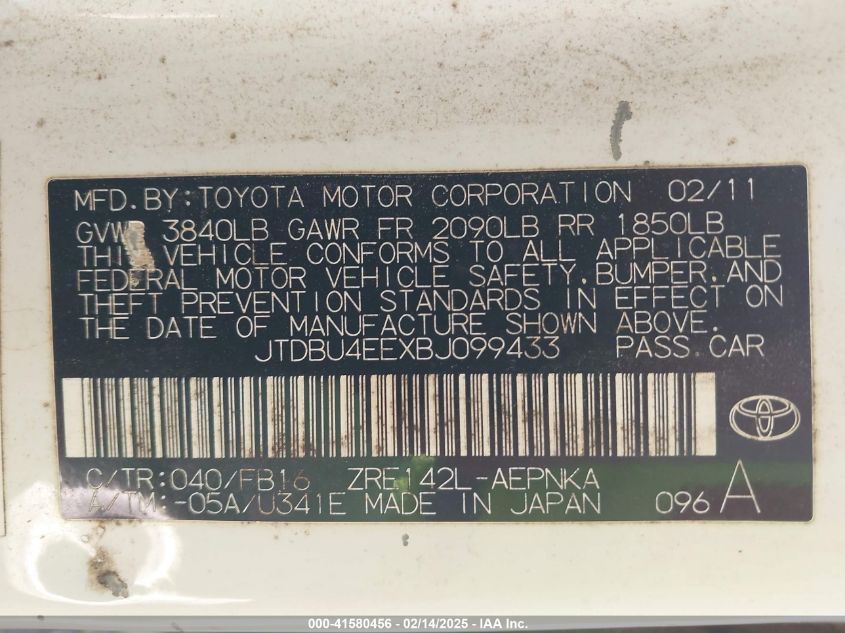 MFD. BY: TOYOTA MOTOR CORPORATION 02/11
GVWR 3840LB GAWR FR 2090LB RR 1850LB
THIS VEHICLE CONFORMS TO ALL APPLICABLE
FEDERAL MOTOR VEHICLE SAFETY, BUMPER, AND
THEFT PREVENTION STANDARDS IN EFFECT ON
THE DATE OF MANUFACTURE SHOWN ABOVE.
JTDBU4EEXBJ099433 PASS. CAR
C/TR: 040/FB16 ZRE142L-AEPNKA
A/TM: -05A/U341E MADE IN JAPAN 096 A
000-41580456 - 02/14/2025 - IAA Inc.